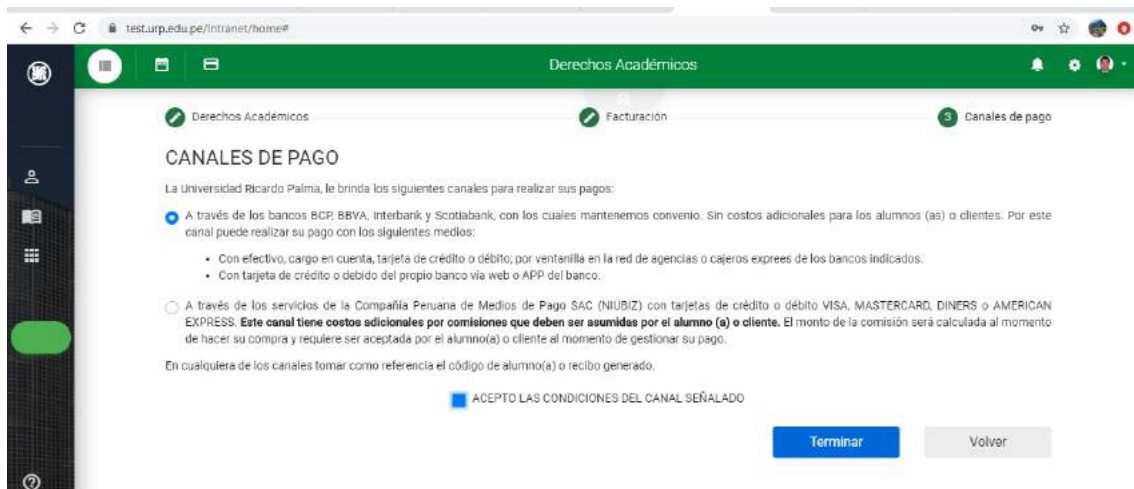 test.urp.edu.pe/intranet/home#
Derechos Académicos
Derechos Académicos
Facturación
3 Canales de pago
CANALES DE PAGO
La Universidad Ricardo Palma, le brinda los siguientes canales para realizar sus pagos:
A través de los bancos BCP, BBVA, Interbank y Scotiabank, con los cuales mantenemos convenio. Sin costos adicionales para los alumnos (as) o clientes. Por este
canal puede realizar su pago con los siguientes medios:
• Con efectivo, cargo en cuenta, tarjeta de crédito o débito; por ventanilla en la red de agencias o cajeros exprees de los bancos indicados.
• Con tarjeta de crédito o debido del propio banco vía web o APP del banco.
A través de los servicios de la Compañía Peruana de Medios de Pago SAC (NIUBIZ) con tarjetas de crédito o débito VISA, MASTERCARD, DINERS o AMERICAN
EXPRESS. Este canal tiene costos adicionales por comisiones que deben ser asumidas por el alumno (a) o cliente. El monto de la comisión será calculada al momento
de hacer su compra y requiere ser aceptada por el alumno(a) o cliente al momento de gestionar su pago.
En cualquiera de los canales tomar como referencia el código de alumno(a) o recibo generado.
ACEPTO LAS CONDICIONES DEL CANAL SEÑALADO
Terminar
Volver